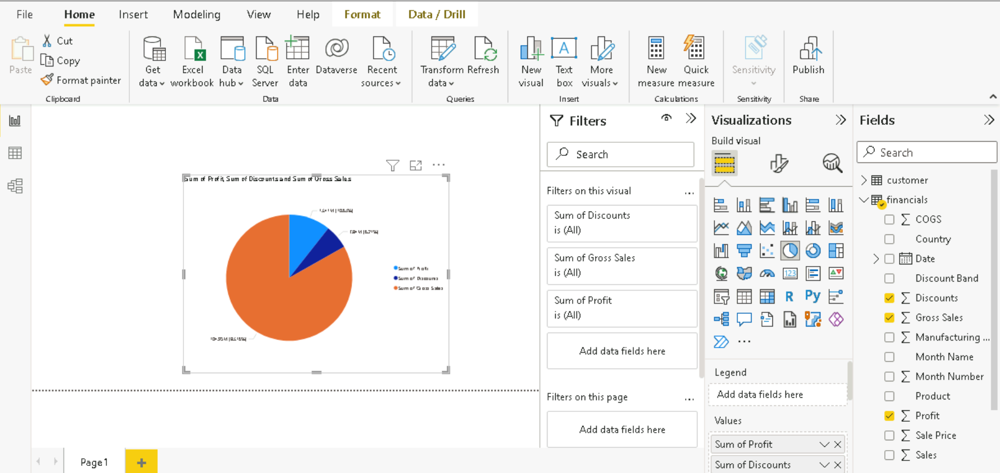 File Home Insert Modeling View Help Format Data / Drill
Paste
Cut
Copy
Format painter
Clipboard
Get data
Excel workbook
Data hub
SQL Server
Enter data
Dataverse
Recent sources
Data
Transform data
Refresh
Queries
New visual
Text box
More visuals
Insert
New measure
Quick measure
Calculations
Sensitivity
Sensitivity
Publish
Share
Sum of Profit, Sum of Discounts and Sum of Gross Sales
Sum of Profit
Sum of Discounts
Sum of Gross Sales
Page1
+
Filters
Search
Filters on this visual
...
Sum of Discounts
is (All)
Sum of Gross Sales
is (All)
Sum of Profit
is (All)
Add data fields here
Filters on this page
...
Add data fields here
Visualizations
Build visual
123
R
Py
...
Legend
Add data fields here
Values
Sum of Profit
Sum of Discounts
Fields
Search
customer
financials
∑ COGS
Country
Date
Discount Band
∑ Discounts
∑ Gross Sales
∑ Manufacturing ...
Month Name
∑ Month Number
Product
∑ Profit
∑ Sale Price
∑ Sales